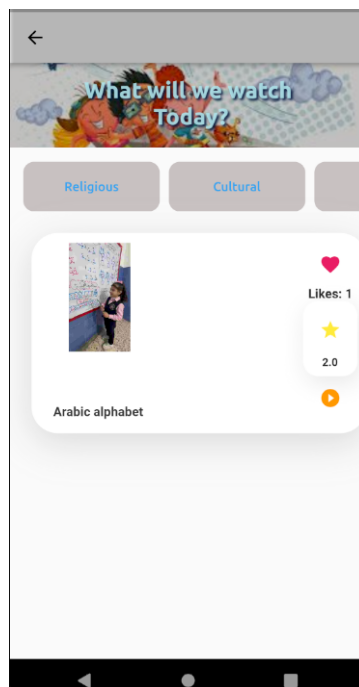 What will we watch
Today?
Religious
Cultural
Likes: 1
2.0
Arabic alphabet